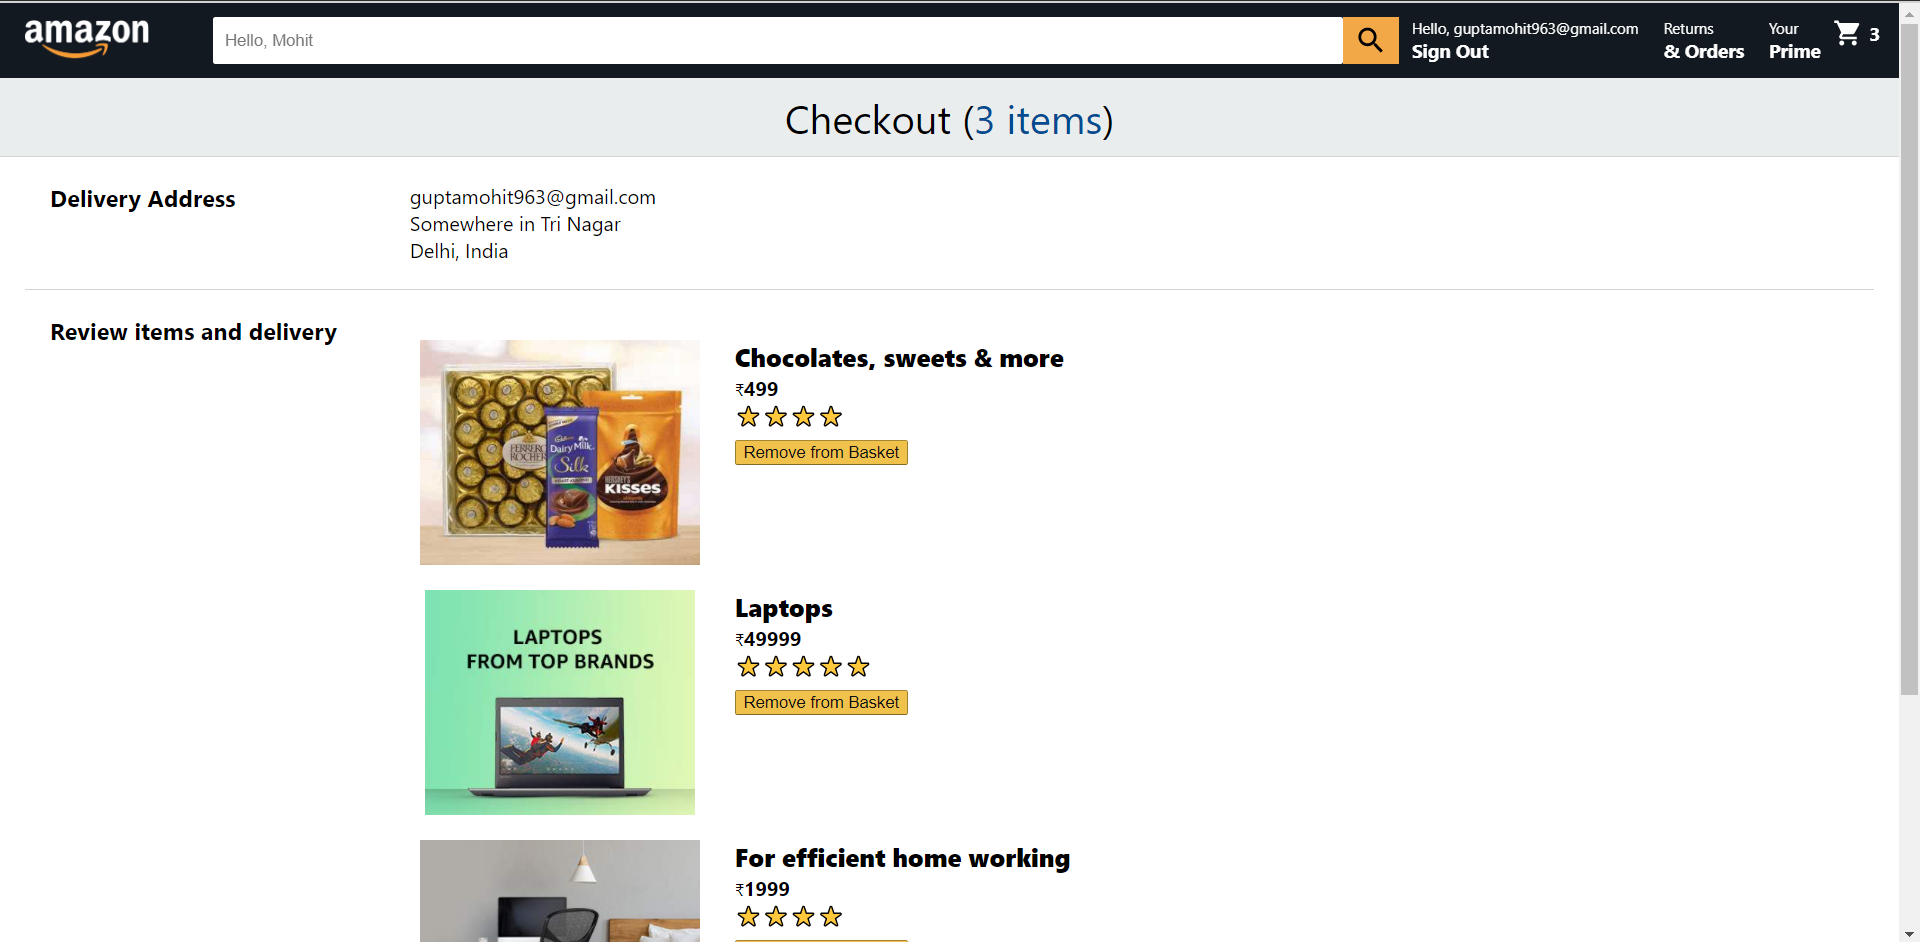 amazon
Hello, Mohit
Hello, guptamohit963@gmail.com
Sign Out
Returns
& Orders
Your
Prime
3
Checkout (3 items)
Delivery Address
guptamohit963@gmail.com
Somewhere in Tri Nagar
Delhi, India
Review items and delivery
FERRERO
ROCHER
Cadbury
Dairy Milk
Silk
HERSHEY'S
KISSES
Chocolates, sweets & more
₹499
Remove from Basket
LAPTOPS
FROM TOP BRANDS
Laptops
₹49999
Remove from Basket
For efficient home working
₹1999